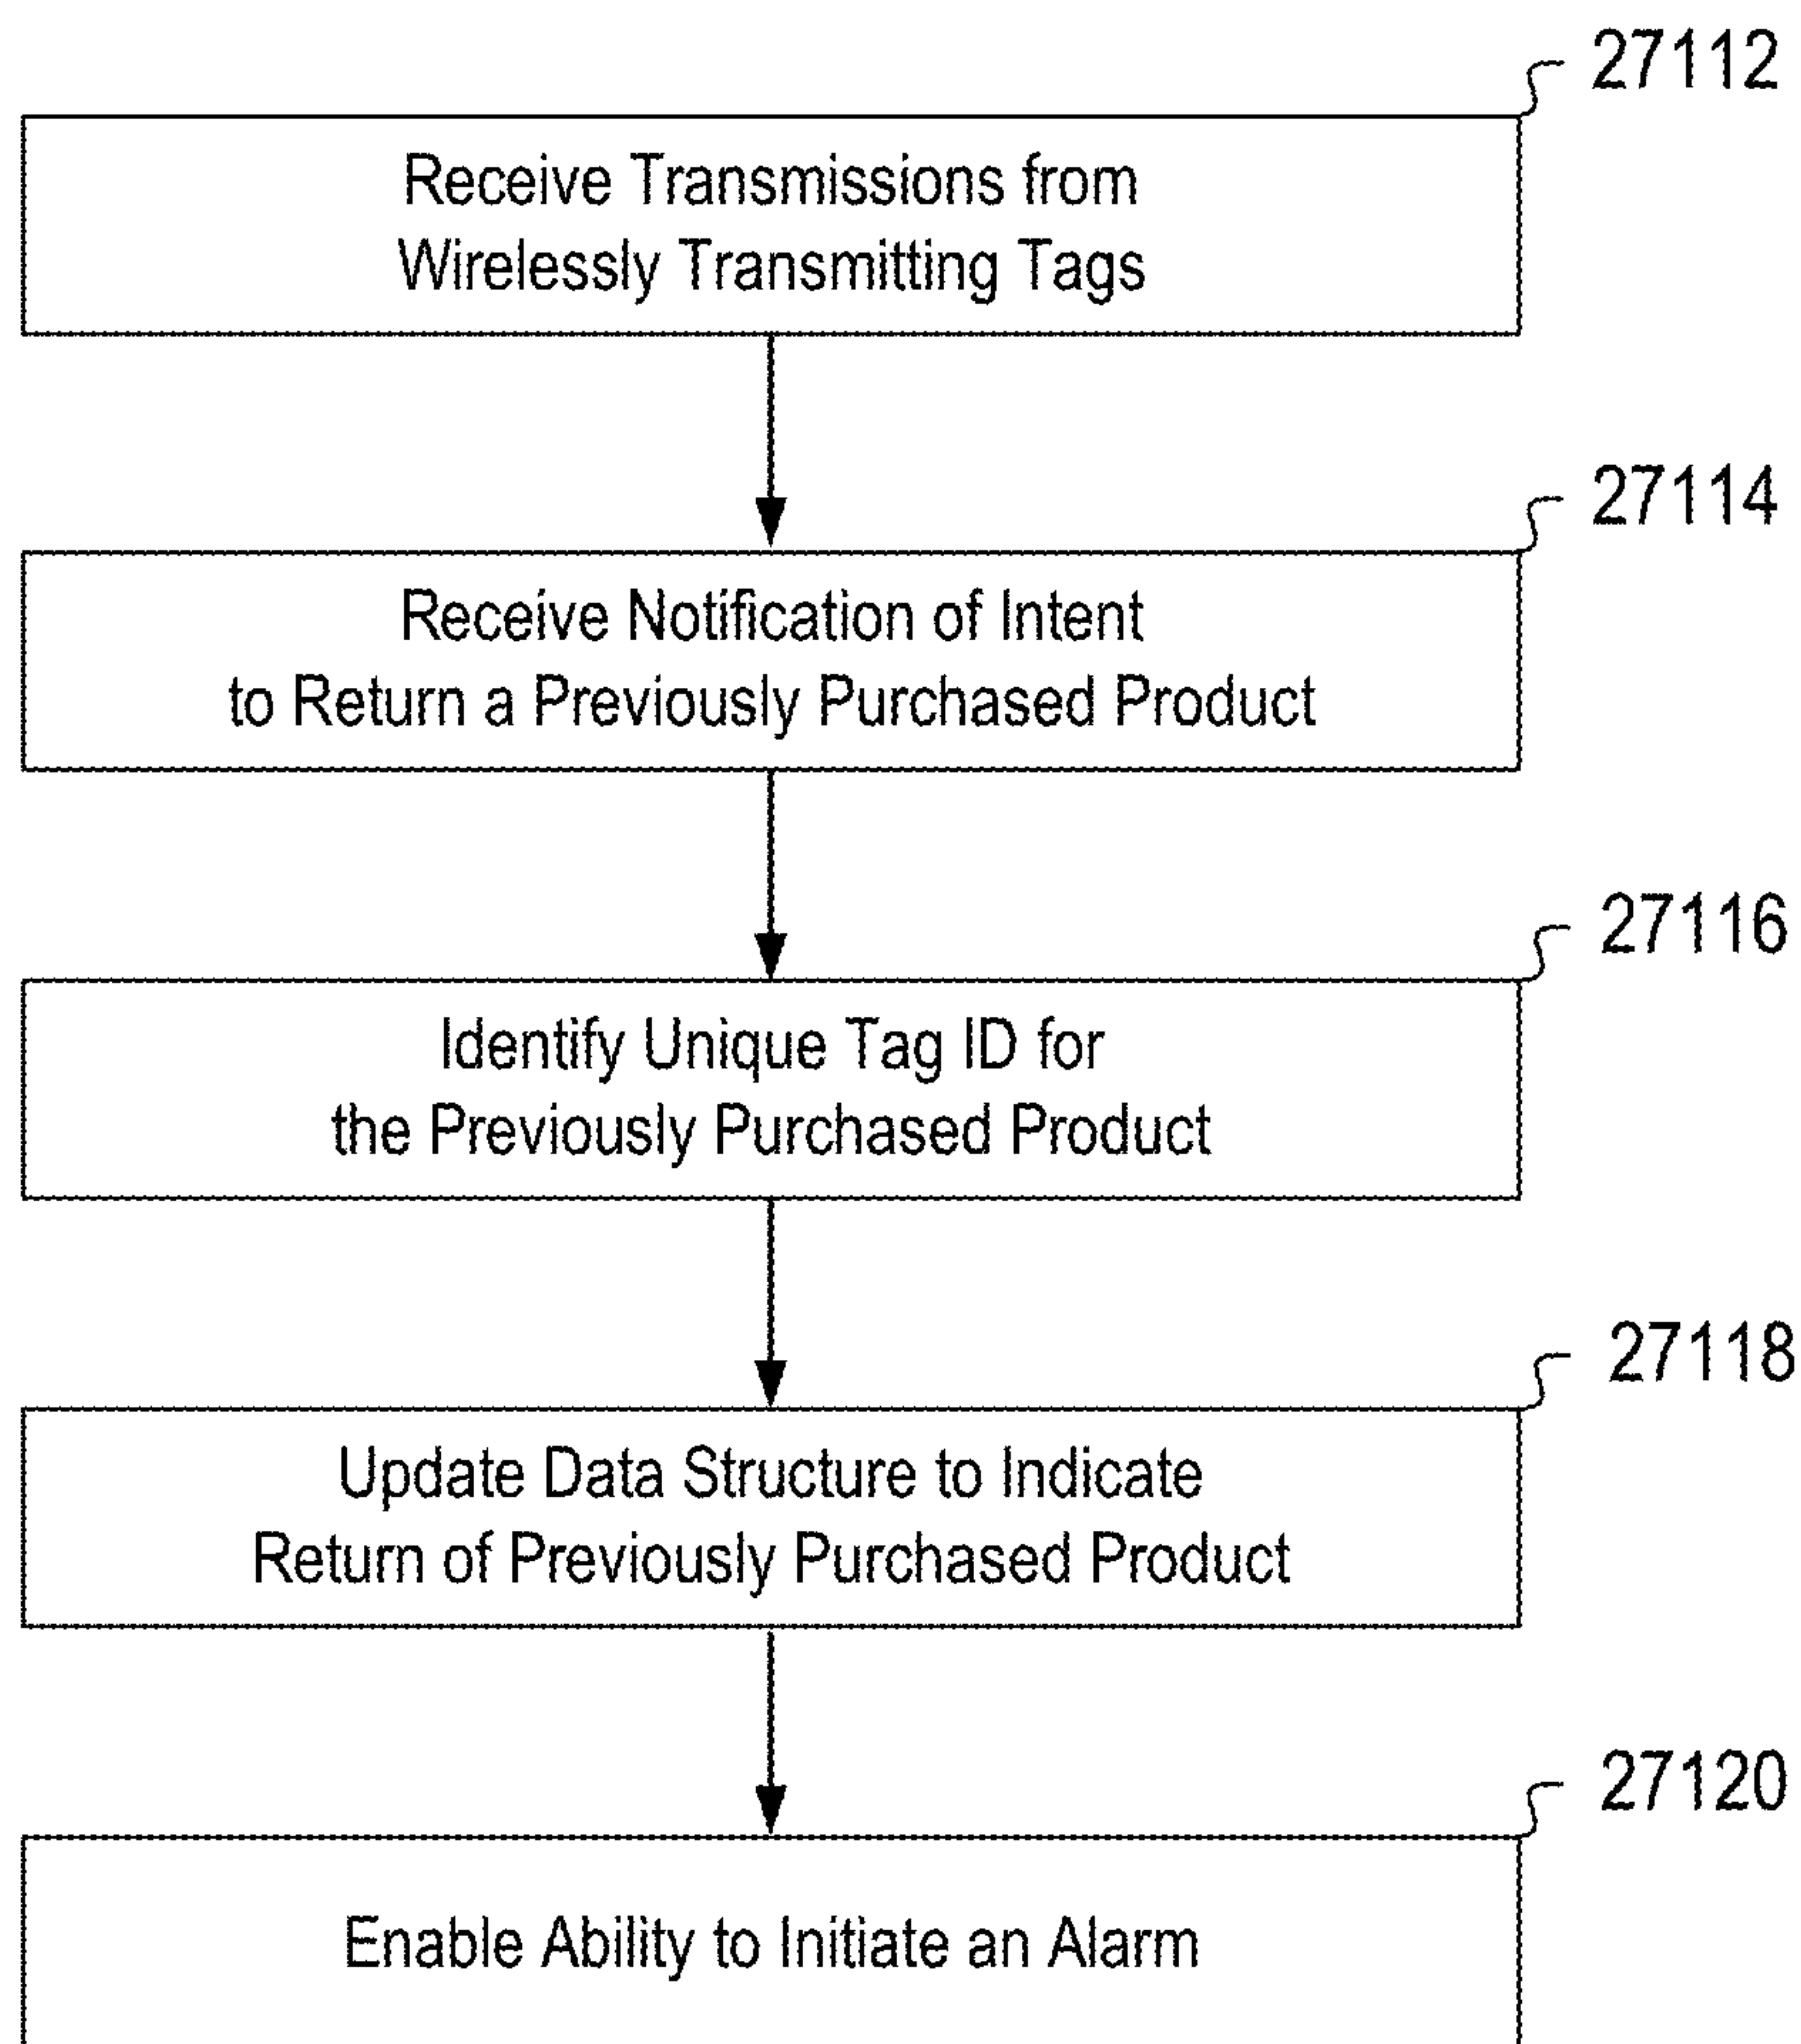 27112
Receive Transmissions from
Wirelessly Transmitting Tags
27114
Receive Notification of Intent
to Return a Previously Purchased Product
27116
Identify Unique Tag ID for
the Previously Purchased Product
27118
Update Data Structure to Indicate
Return of Previously Purchased Product
27120
Enable Ability to Initiate an Alarm